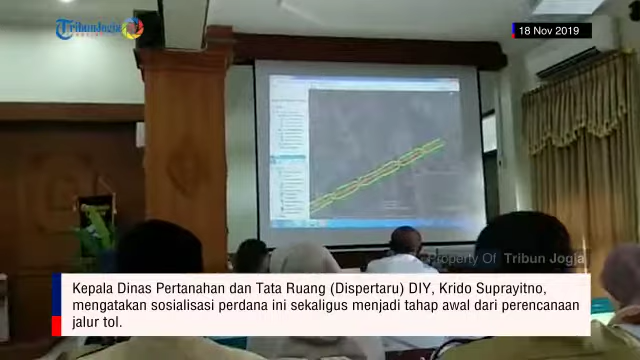 TribunJogja
18 Nov 2019
Property Of Tribun Jogja
Kepala Dinas Pertanahan dan Tata Ruang (Dispertaru) DIY, Krido Suprayitno,
mengatakan sosialisasi perdana ini sekaligus menjadi tahap awal dari perencanaan
jalur tol.